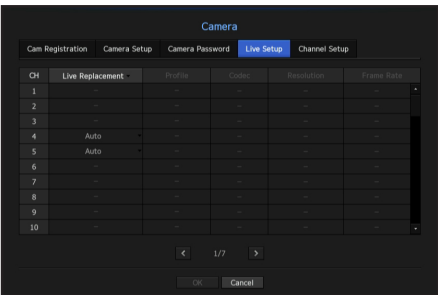 Camera
Cam Registration Camera Setup Camera Password Live Setup Channel Setup
CH Live Replacement Profile Codec Resolution Frame Rate
1 -- -- -- -- --
2 -- -- -- -- --
3 -- -- -- -- --
4 Auto -- -- -- --
5 Auto -- -- -- --
6 -- -- -- -- --
7 -- -- -- -- --
8 -- -- -- -- --
9 -- -- -- -- --
10 -- -- -- -- --
< 1/7 >
OK Cancel